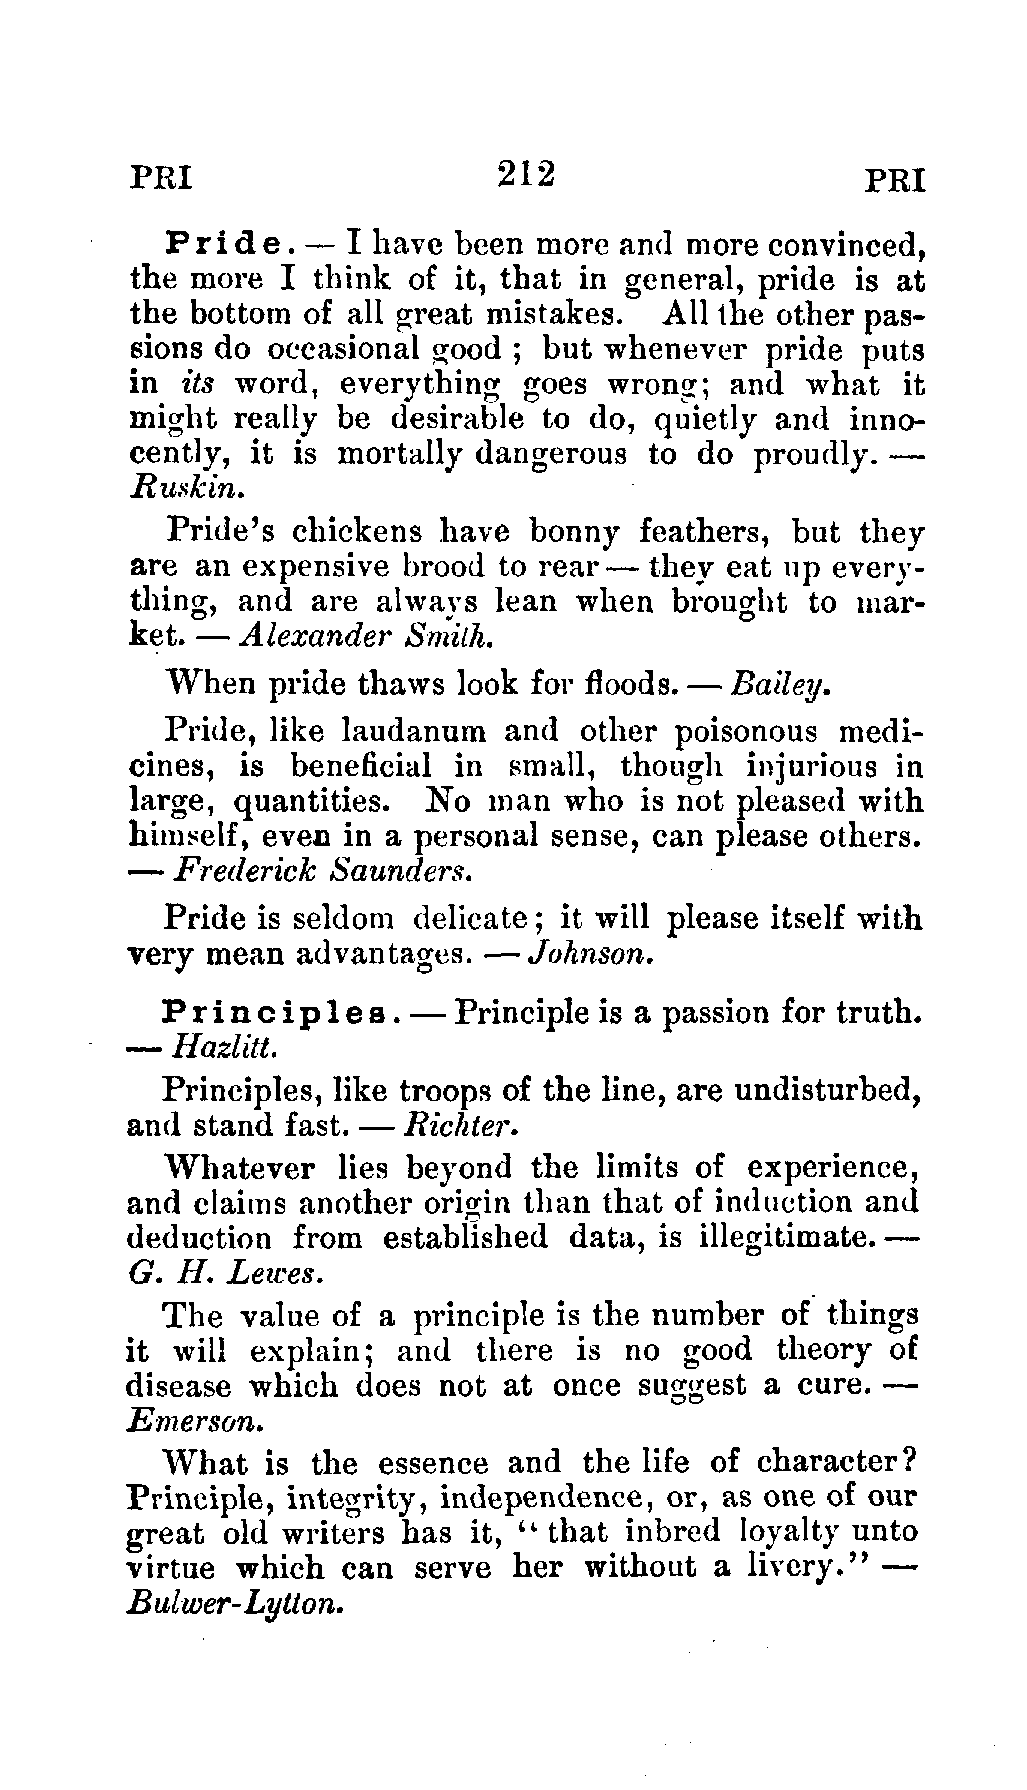 PRI 212 PRI
Pride. — I have been more and more convinced,
the more I think of it, that in general, pride is at
the bottom of all great mistakes. All the other pas-
sions do occasional good ; but whenever pride puts
in its word, everything goes wrong; and what it
might really be desirable to do, quietly and inno-
cently, it is mortally dangerous to do proudly. —
Ruskin.
Pride's chickens have bonny feathers, but they
are an expensive brood to rear — they eat up every-
thing, and are always lean when brought to mar-
ket. — Alexander Smith.
When pride thaws look for floods. — Bailey.
Pride, like laudanum and other poisonous medi-
cines, is beneficial in small, though injurious in
large, quantities. No man who is not pleased with
himself, even in a personal sense, can please others.
— Frederick Saunders.
Pride is seldom delicate; it will please itself with
very mean advantages. — Johnson.
Principles. — Principle is a passion for truth.
— Hazlitt.
Principles, like troops of the line, are undisturbed,
and stand fast. — Richter.
Whatever lies beyond the limits of experience,
and claims another origin than that of induction and
deduction from established data, is illegitimate. —
G. H. Lewes.
The value of a principle is the number of things
it will explain; and there is no good theory of
disease which does not at once suggest a cure. —
Emerson.
What is the essence and the life of character?
Principle, integrity, independence, or, as one of our
great old writers has it, "that inbred loyalty unto
virtue which can serve her without a livery." —
Bulwer-Lytton.